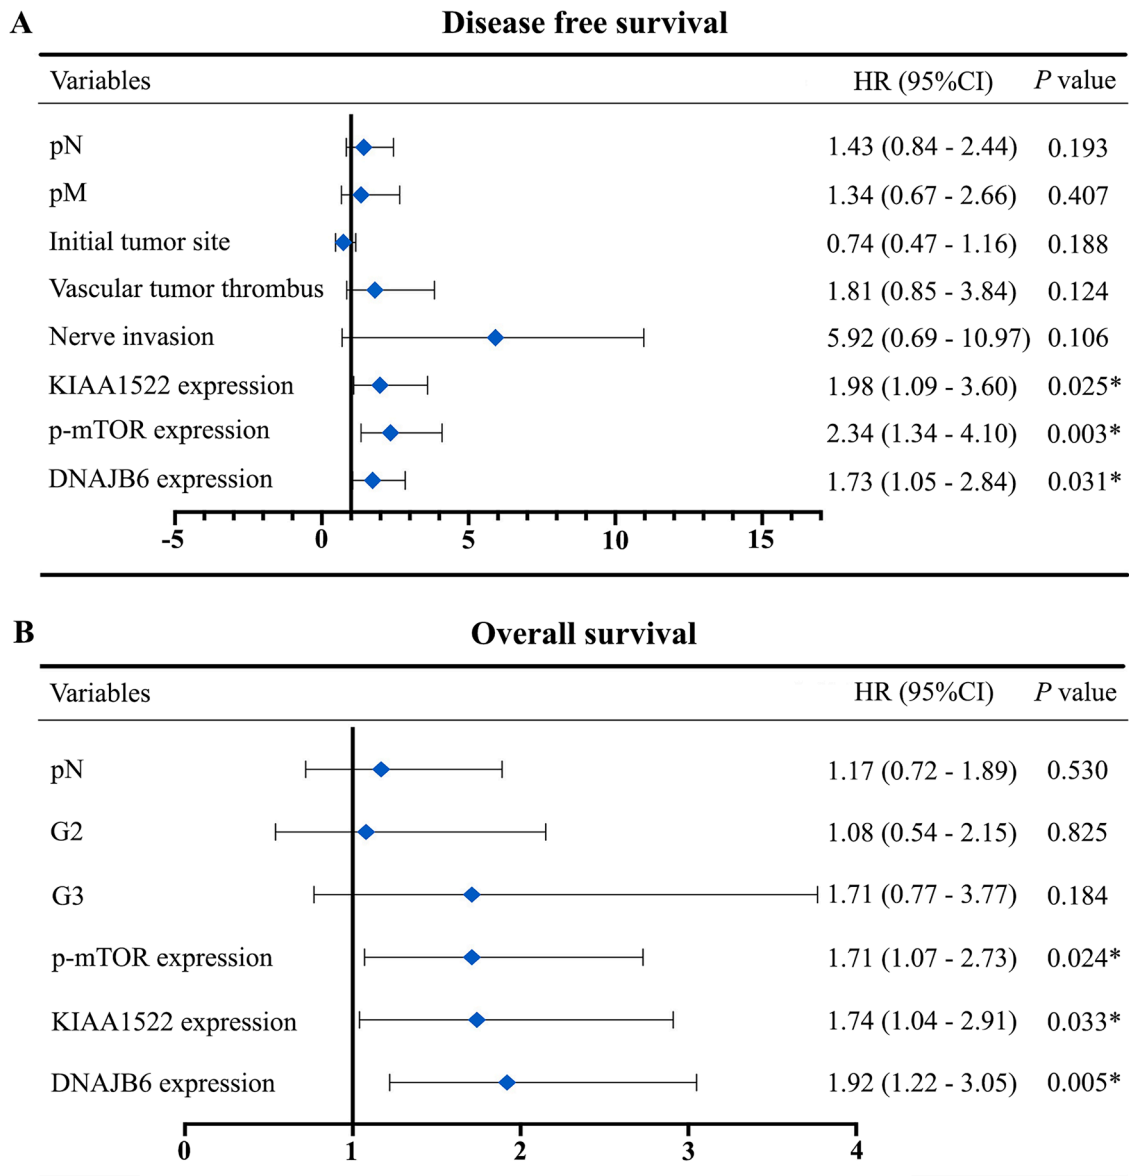 A
Disease free survival
Variables HR (95%CI) P value
pN 1.43 (0.84 - 2.44) 0.193
pM 1.34 (0.67 - 2.66) 0.407
Initial tumor site 0.74 (0.47 - 1.16) 0.188
Vascular tumor thrombus 1.81 (0.85 - 3.84) 0.124
Nerve invasion 5.92 (0.69 - 10.97) 0.106
KIAA1522 expression 1.98 (1.09 - 3.60) 0.025*
p-mTOR expression 2.34 (1.34 - 4.10) 0.003*
DNAJB6 expression 1.73 (1.05 - 2.84) 0.031*
-5 0 5 10 15
B
Overall survival
Variables HR (95%CI) P value
pN 1.17 (0.72 - 1.89) 0.530
G2 1.08 (0.54 - 2.15) 0.825
G3 1.71 (0.77 - 3.77) 0.184
p-mTOR expression 1.71 (1.07 - 2.73) 0.024*
KIAA1522 expression 1.74 (1.04 - 2.91) 0.033*
DNAJB6 expression 1.92 (1.22 - 3.05) 0.005*
0 1 2 3 4